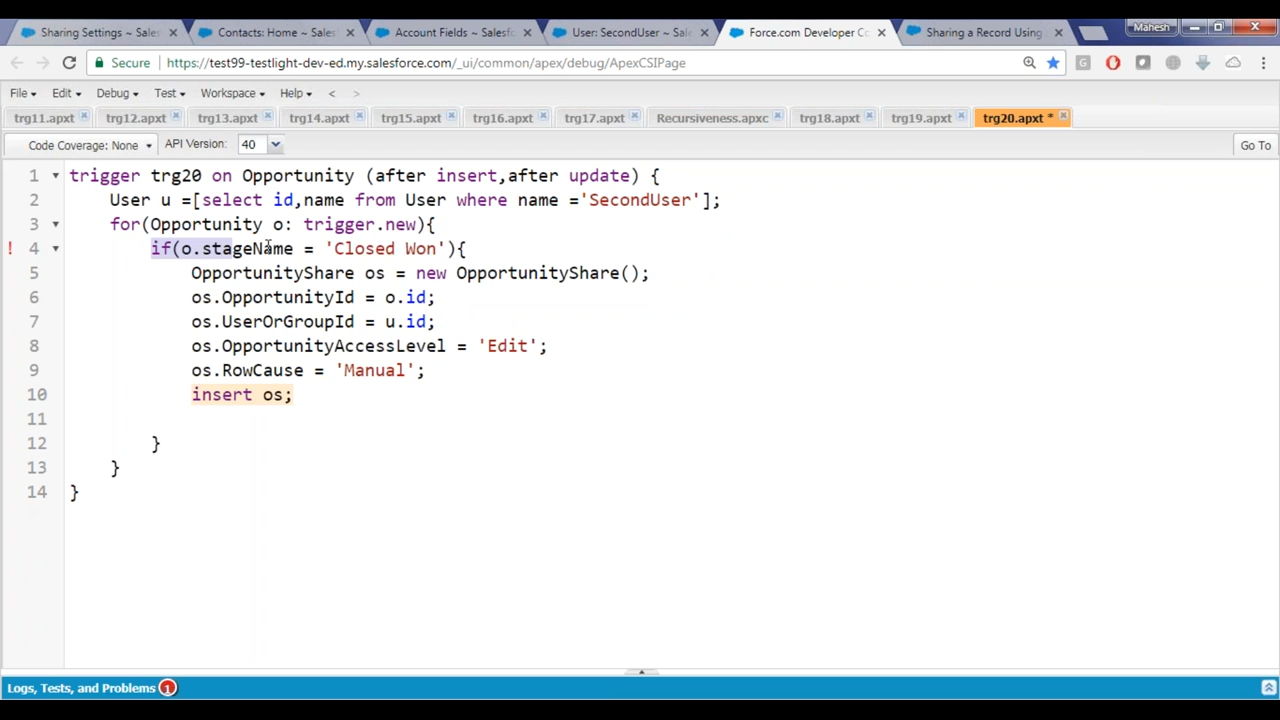 Sharing Settings ~ Sales
Contacts: Home ~ Salesf
Account Fields ~ Salesfo
User: SecondUser ~ Sale
Force.com Developer Co
Sharing a Record Using
Mahesh
Secure
https://test99-testlight-dev-ed.my.salesforce.com/_ui/common/apex/debug/ApexCSIPage
File Edit Debug Test Workspace Help < >
trg11.apxt trg12.apxt trg13.apxt trg14.apxt trg15.apxt trg16.apxt trg17.apxt Recursiveness.apxc trg18.apxt trg19.apxt trg20.apxt *
Code Coverage: None API Version: 40 Go To
1 trigger trg20 on Opportunity (after insert,after update) {
2 User u =[select id,name from User where name ='SecondUser'];
3 for(Opportunity o: trigger.new){
! 4 if(o.stageName = 'Closed Won'){
5 OpportunityShare os = new OpportunityShare();
6 os.OpportunityId = o.id;
7 os.UserOrGroupId = u.id;
8 os.OpportunityAccessLevel = 'Edit';
9 os.RowCause = 'Manual';
10 insert os;
11
12 }
13 }
14 }
Logs, Tests, and Problems 1